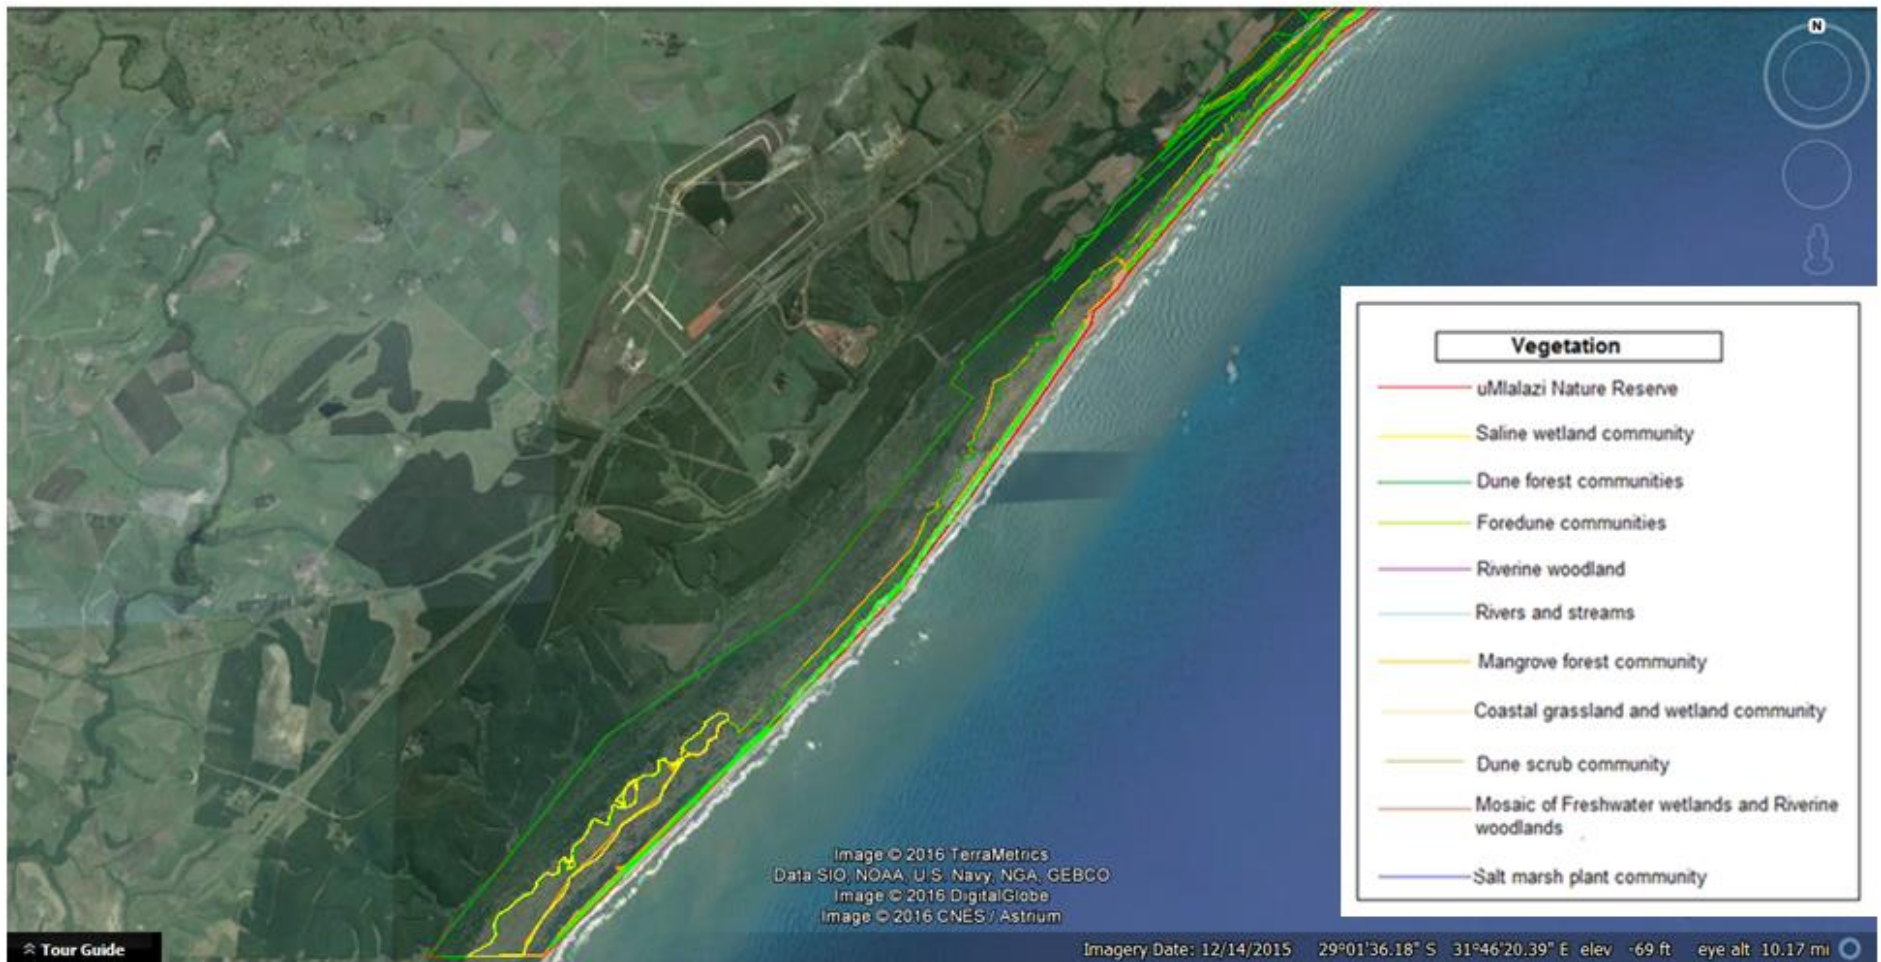 N
Vegetation
uMlalazi Nature Reserve
Saline wetland community
Dune forest communities
Foredune communities
Riverine woodland
Rivers and streams
Mangrove forest community
Coastal grassland and wetland community
Dune scrub community
Mosaic of Freshwater wetlands and Riverine
woodlands
Salt marsh plant community
Image © 2016 TerraMetrics
Data SIO, NOAA, U.S. Navy, NGA, GEBCO
Image © 2016 DigitalGlobe
Image © 2016 CNES / Astrium
Tour Guide
Imagery Date: 12/14/2015 29°01'36.18" S 31°46'20.39" E elev -69 ft eye alt 10.17 mi